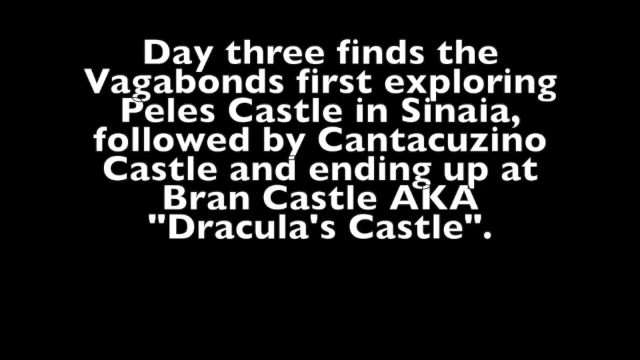 Day three finds the
Vagabonds first exploring
Peles Castle in Sinaia,
followed by Cantacuzino
Castle and ending up at
Bran Castle AKA
"Dracula's Castle".